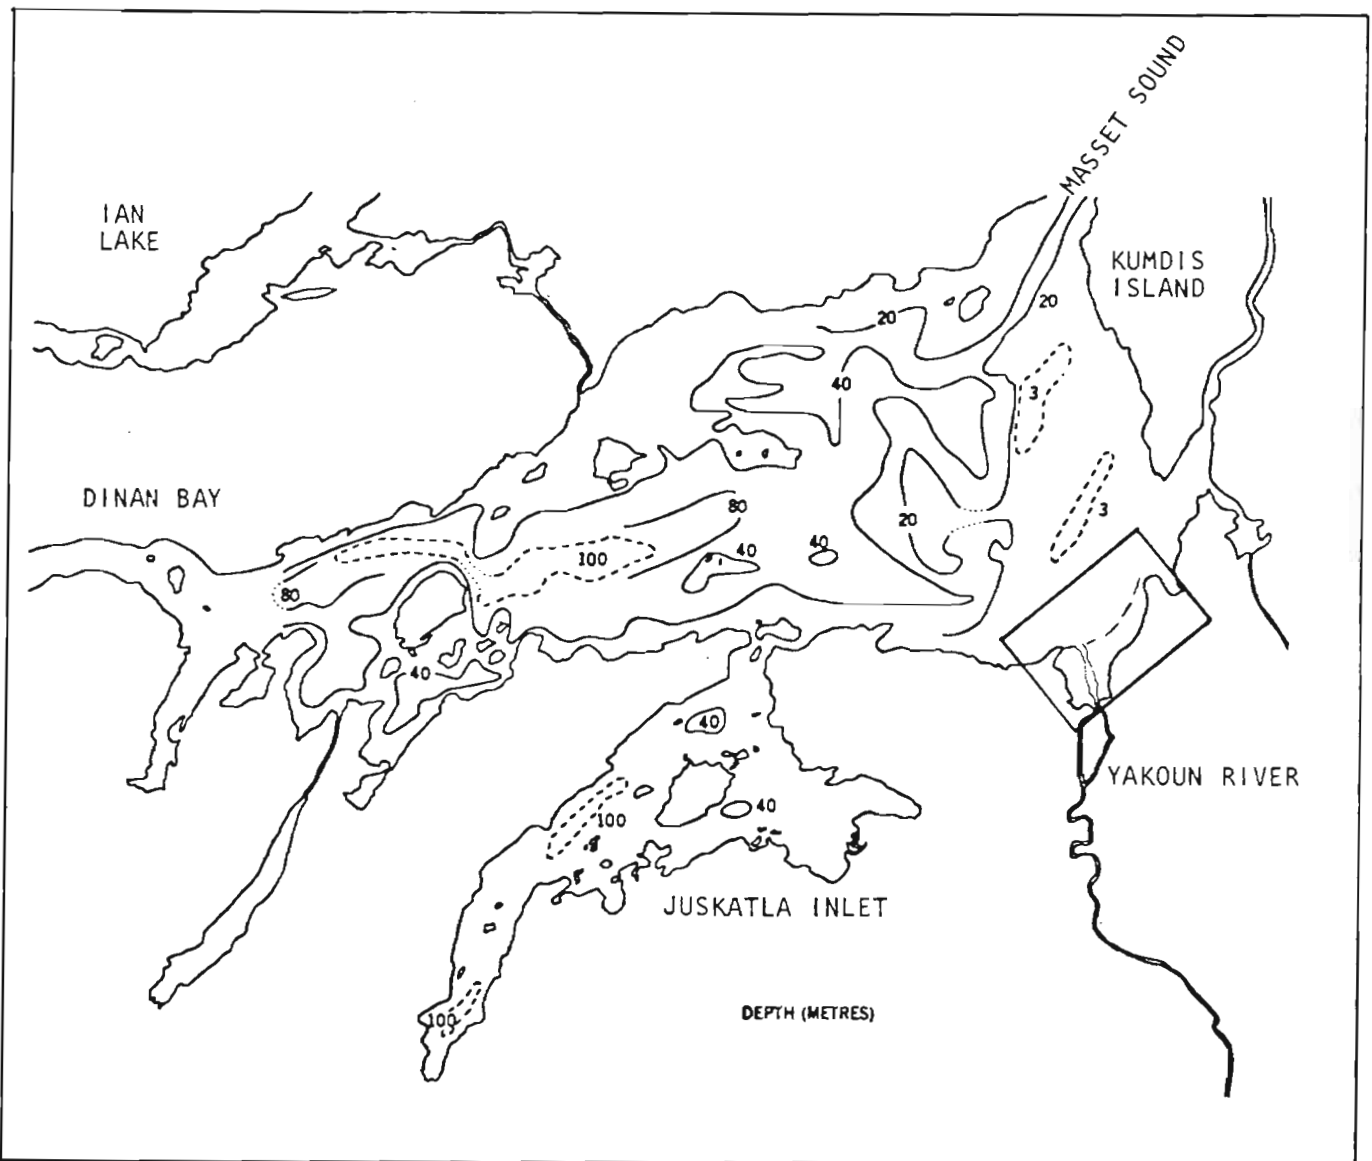 MASSET SOUND
IAN
LAKE
KUMDIS
ISLAND
20
20
40
3
DINAN BAY
80
3
20
40
40
100
80
40
40
YAKOUN RIVER
40
100
JUSKATLA INLET
DEPTH (METRES)
100